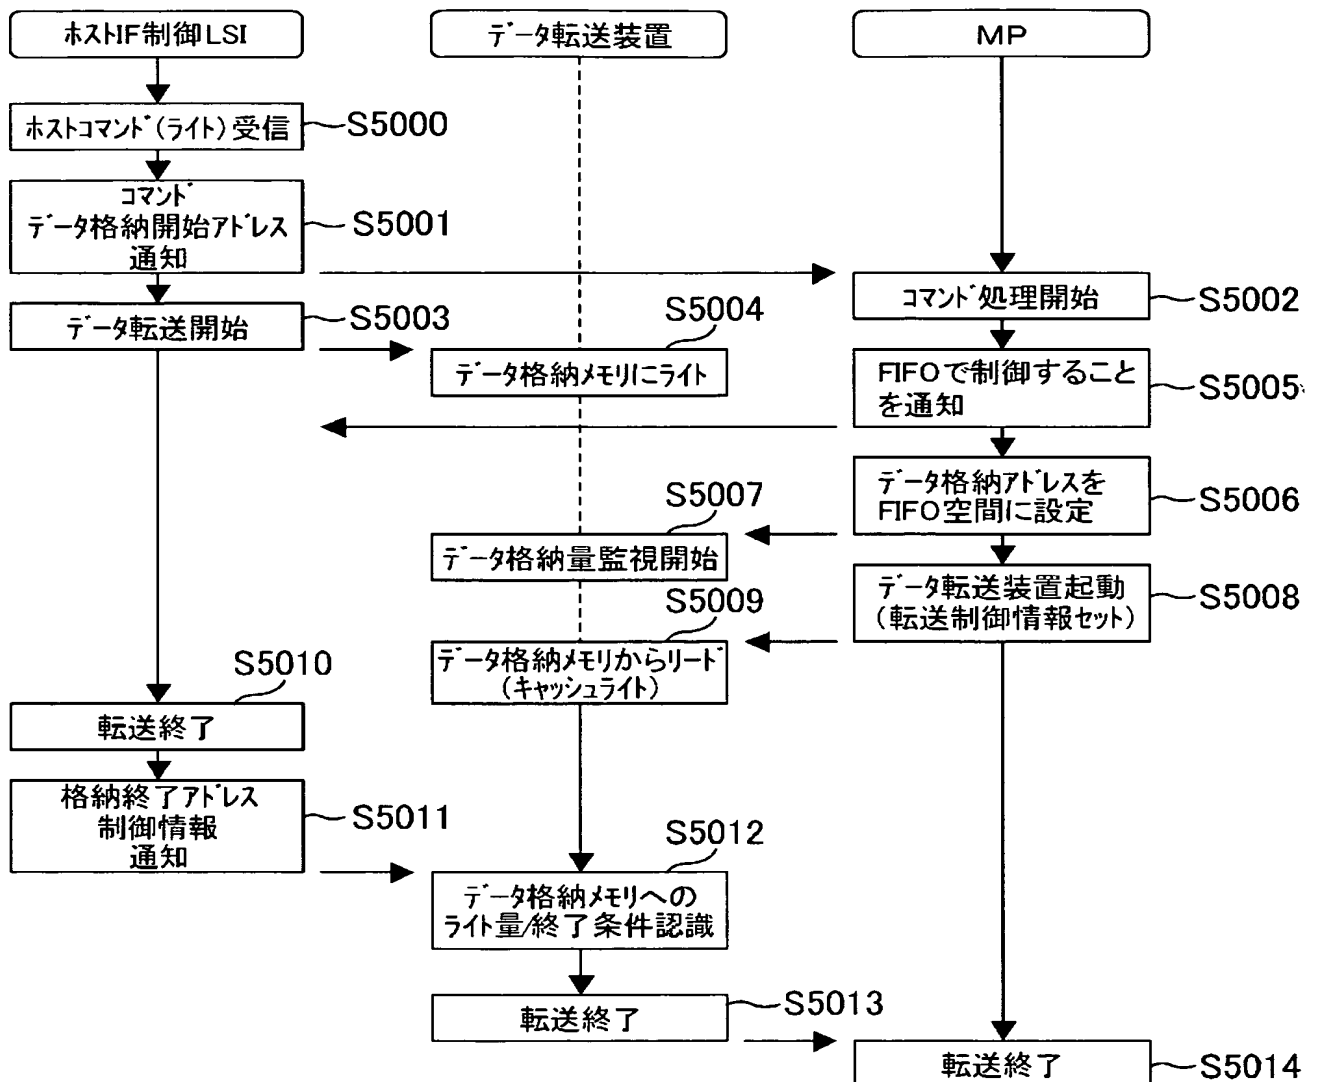 ホストIF制御LSI
データ転送装置
MP
ホストコマンド(ライト)受信
S5000
コマンド
データ格納開始アドレス
通知
S5001
コマンド処理開始
S5002
データ転送開始
S5003
S5004
データ格納メモリにライト
FIFOで制御すること
を通知
S5005
データ格納アドレスを
FIFO空間に設定
S5006
S5007
データ格納量監視開始
データ転送装置起動
(転送制御情報セット)
S5008
S5009
データ格納メモリからリード
(キャッシュライト)
S5010
転送終了
格納終了アドレス
制御情報
通知
S5011
S5012
データ格納メモリへの
ライト量/終了条件認識
転送終了
S5013
転送終了
S5014